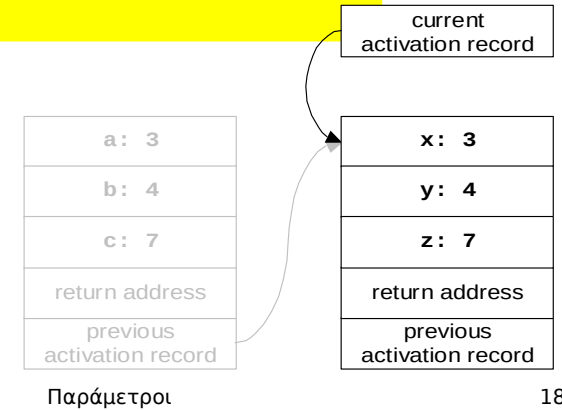 current
activation record
a: 3
b: 4
c: 7
return address
previous
activation record
x: 3
y: 4
z: 7
return address
previous
activation record
Παράμετροι
18